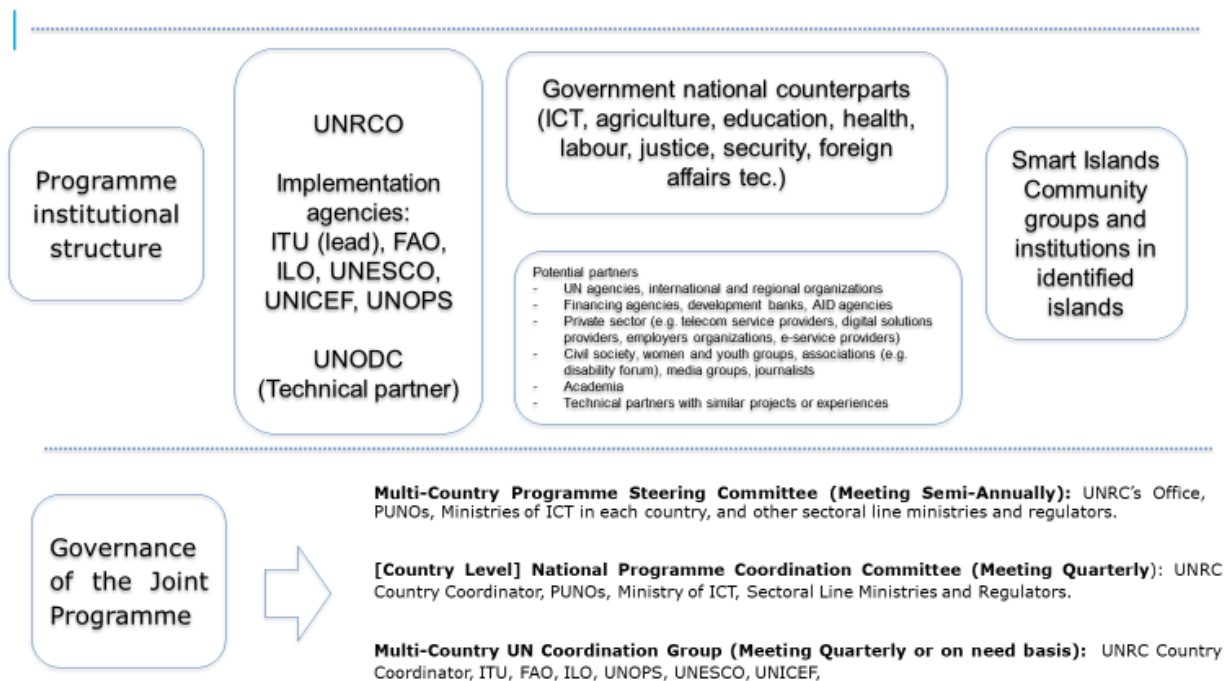 Programme
institutional
structure
UNRCO
Implementation
agencies:
ITU (lead), FAO,
ILO, UNESCO,
UNICEF, UNOPS
UNODC
(Technical partner)
Government national counterparts
(ICT, agriculture, education, health,
labour, justice, security, foreign
affairs tec.)
Potential partners
- UN agencies, international and regional organizations
- Financing agencies, development banks, AID agencies
- Private sector (e.g. telecom service providers, digital solutions
providers, employers organizations, e-service providers)
- Civil society, women and youth groups, associations (e.g.
disability forum), media groups, journalists
- Academia
- Technical partners with similar projects or experiences
Smart Islands
Community
groups and
institutions in
identified
islands
Governance
of the Joint
Programme
Multi-Country Programme Steering Committee (Meeting Semi-Annually): UNRC's Office,
PUNOs, Ministries of ICT in each country, and other sectoral line ministries and regulators.
[Country Level] National Programme Coordination Committee (Meeting Quarterly): UNRC
Country Coordinator, PUNOs, Ministry of ICT, Sectoral Line Ministries and Regulators.
Multi-Country UN Coordination Group (Meeting Quarterly or on need basis): UNRC Country
Coordinator, ITU, FAO, ILO, UNOPS, UNESCO, UNICEF,